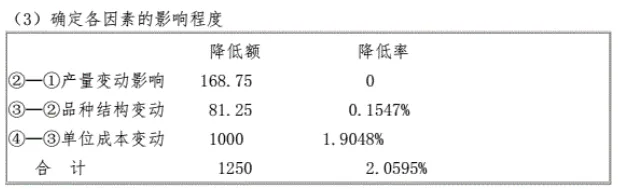 （3）确定各因素的影响程度
降低额 降低率
②—①产量变动影响 168.75 0
③—②品种结构变动 81.25 0.1547%
④—③单位成本变动 1000 1.9048%
合 计 1250 2.0595%